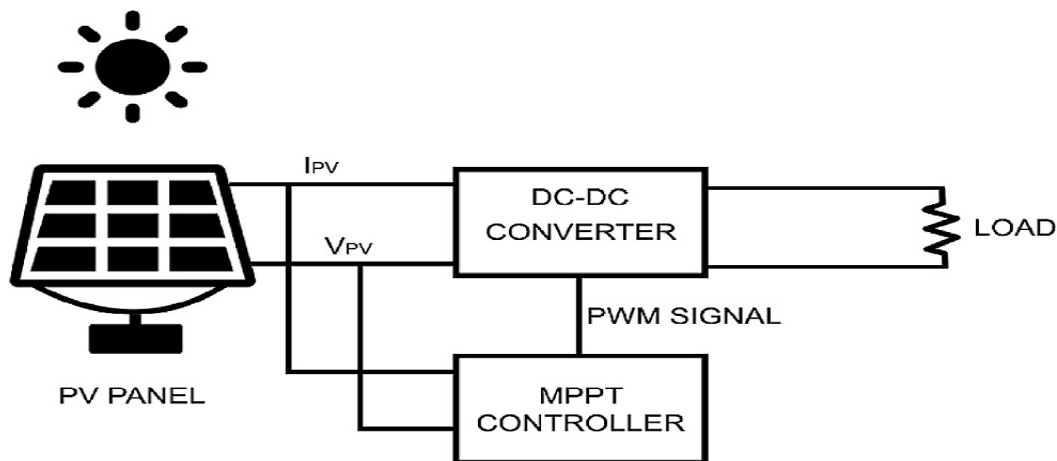 IPV
VPV
DC-DC
CONVERTER
LOAD
PWM SIGNAL
PV PANEL
MPPT
CONTROLLER